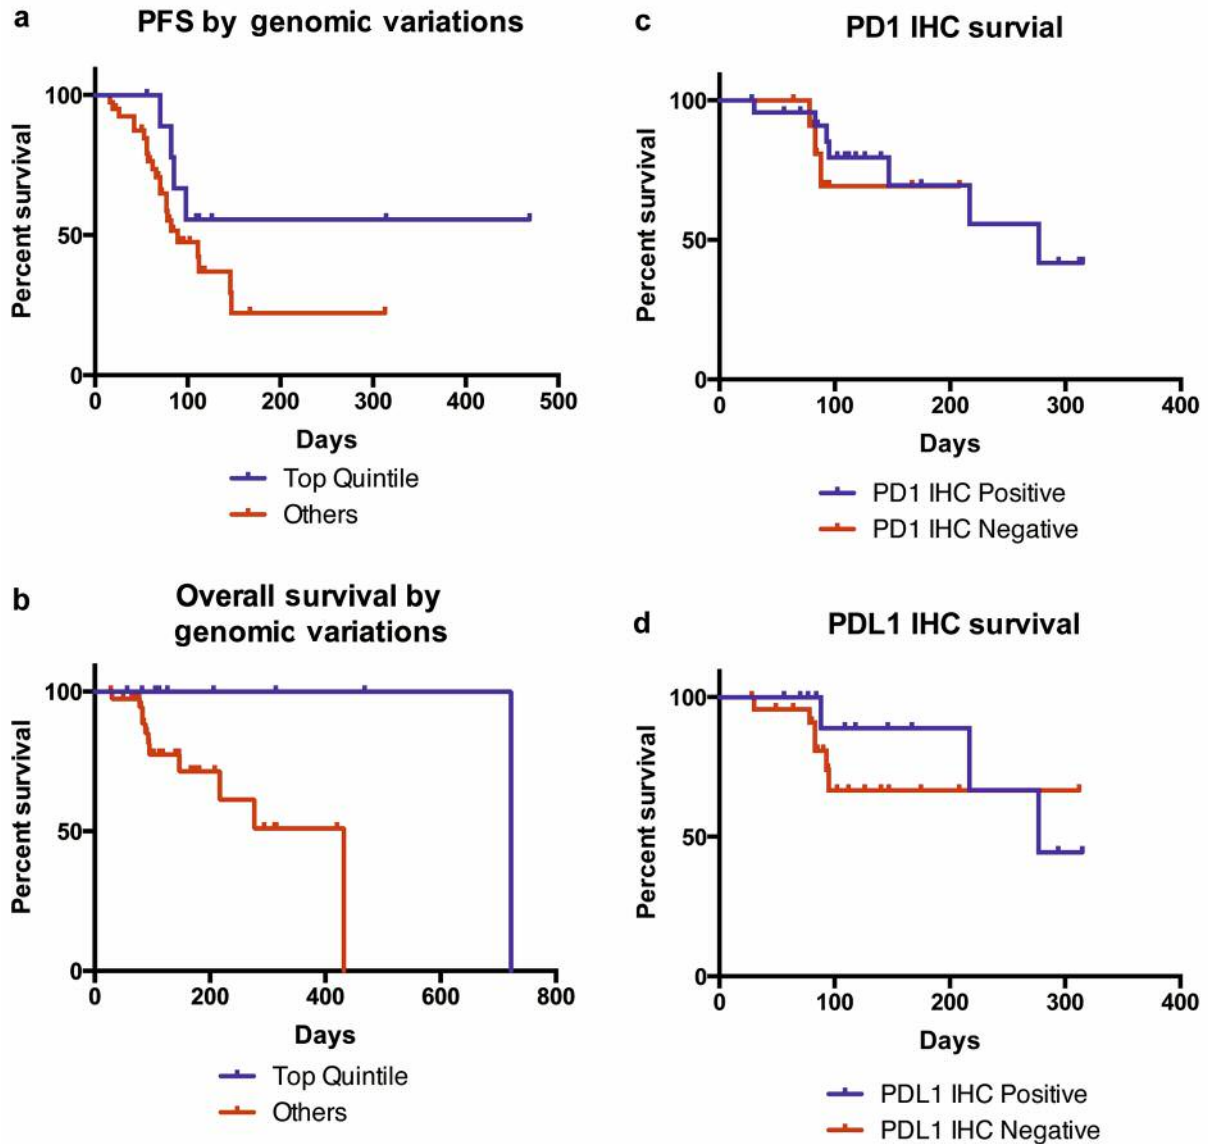 a
PFS by genomic variations
Percent survival
100
50
0
0 100 200 300 400 500
Days
Top Quintile
Others
b
Overall survival by
genomic variations
Percent survival
100
50
0
0 200 400 600 800
Days
Top Quintile
Others
c
PD1 IHC survial
Percent survival
100
50
0
0 100 200 300 400
Days
PD1 IHC Positive
PD1 IHC Negative
d
PDL1 IHC survival
Percent survival
100
50
0
0 100 200 300 400
Days
PDL1 IHC Positive
PDL1 IHC Negative